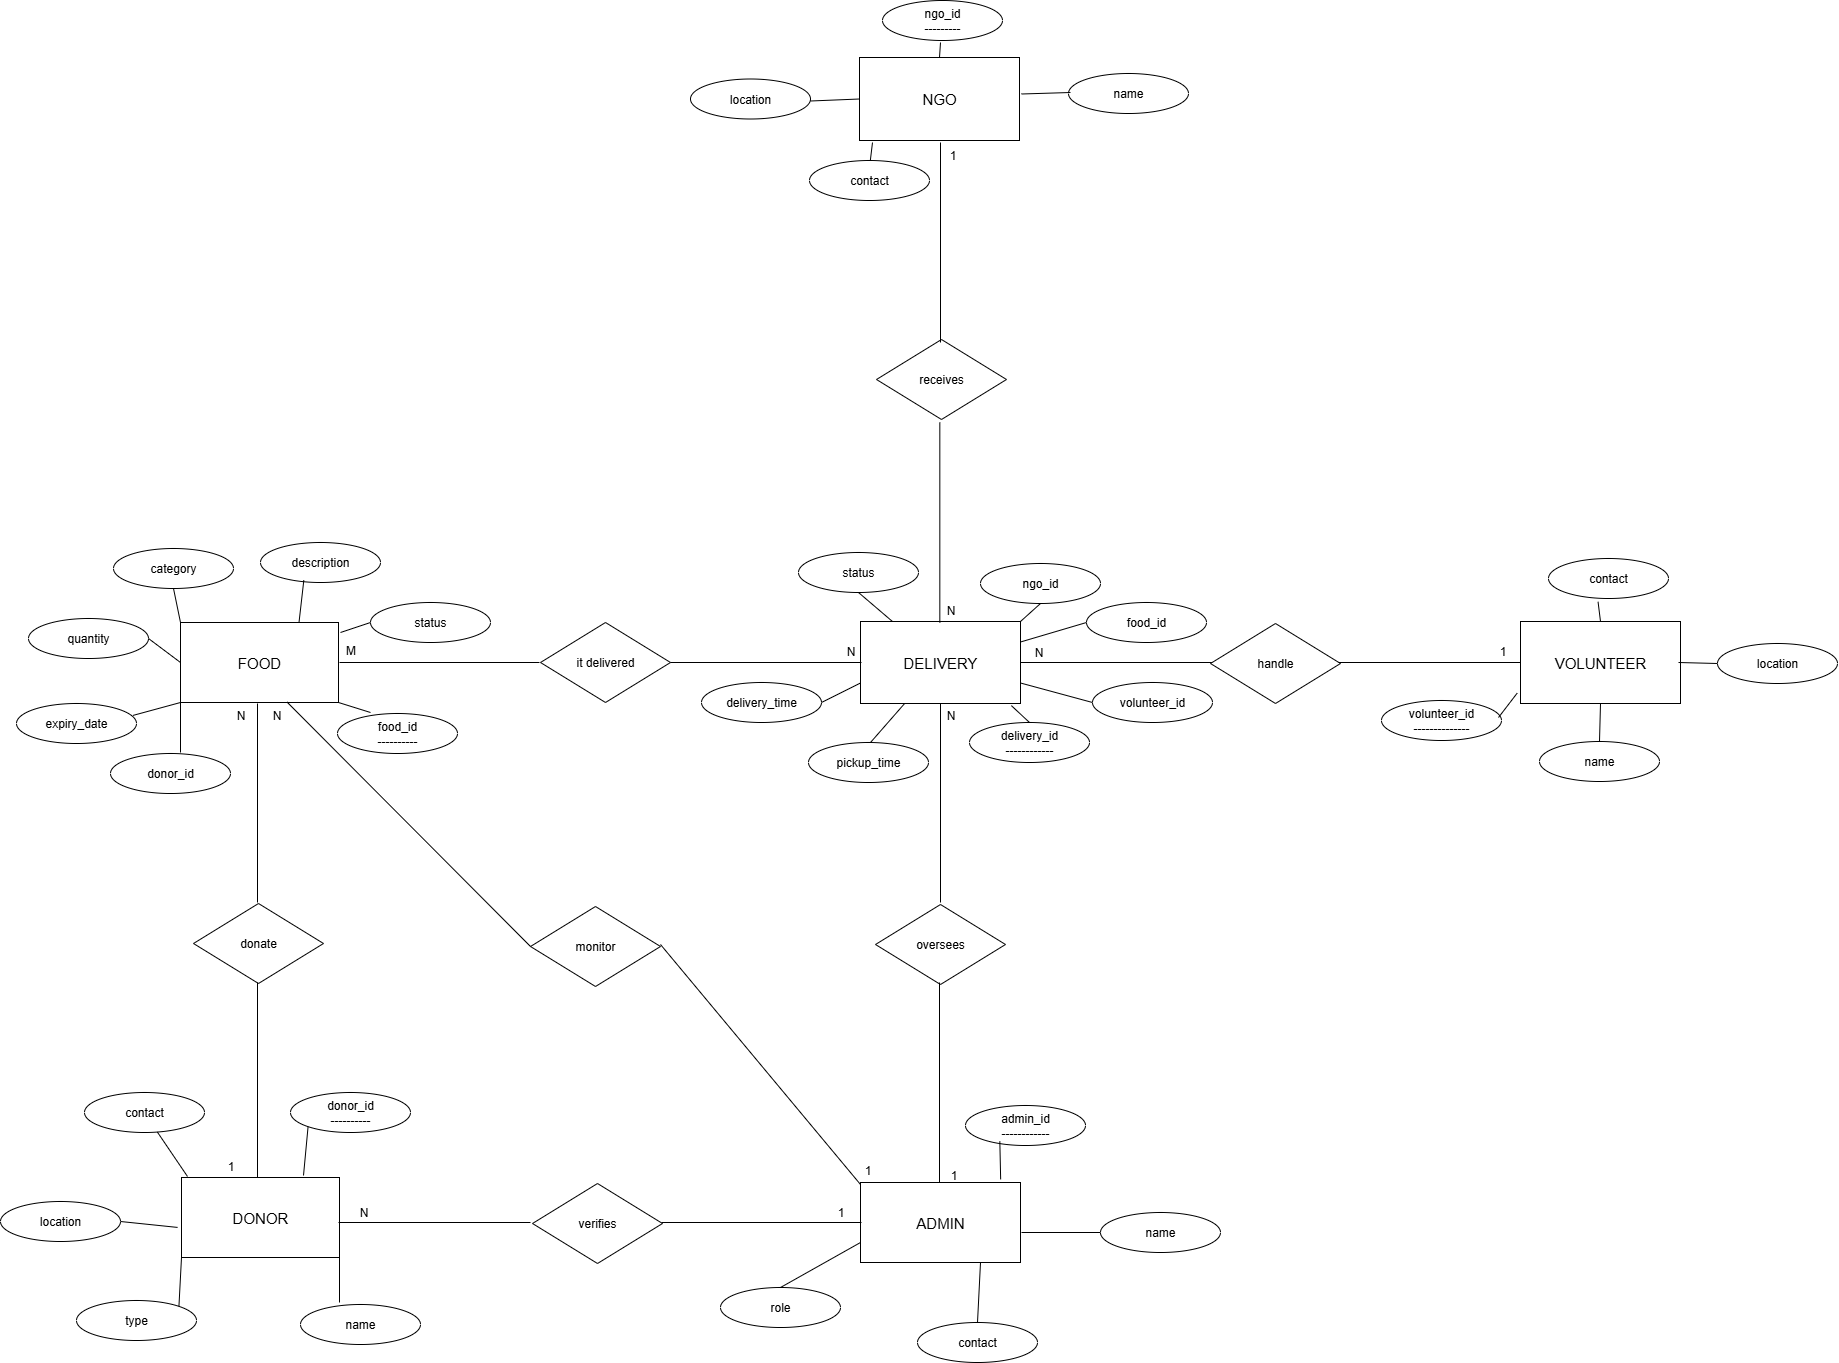 ngo_id
---------
location
NGO
name
contact
1
receives
category
description
status
ngo_id
contact
quantity
status
N
food_id
FOOD
M
it delivered
N
DELIVERY
N
handle
1
VOLUNTEER
location
expiry_date
N
N
food_id
----------
delivery_time
N
volunteer_id
volunteer_id
--------------
donor_id
pickup_time
delivery_id
------------
name
donate
monitor
oversees
contact
donor_id
----------
admin_id
------------
1
1
1
location
DONOR
N
verifies
1
ADMIN
name
type
name
role
contact